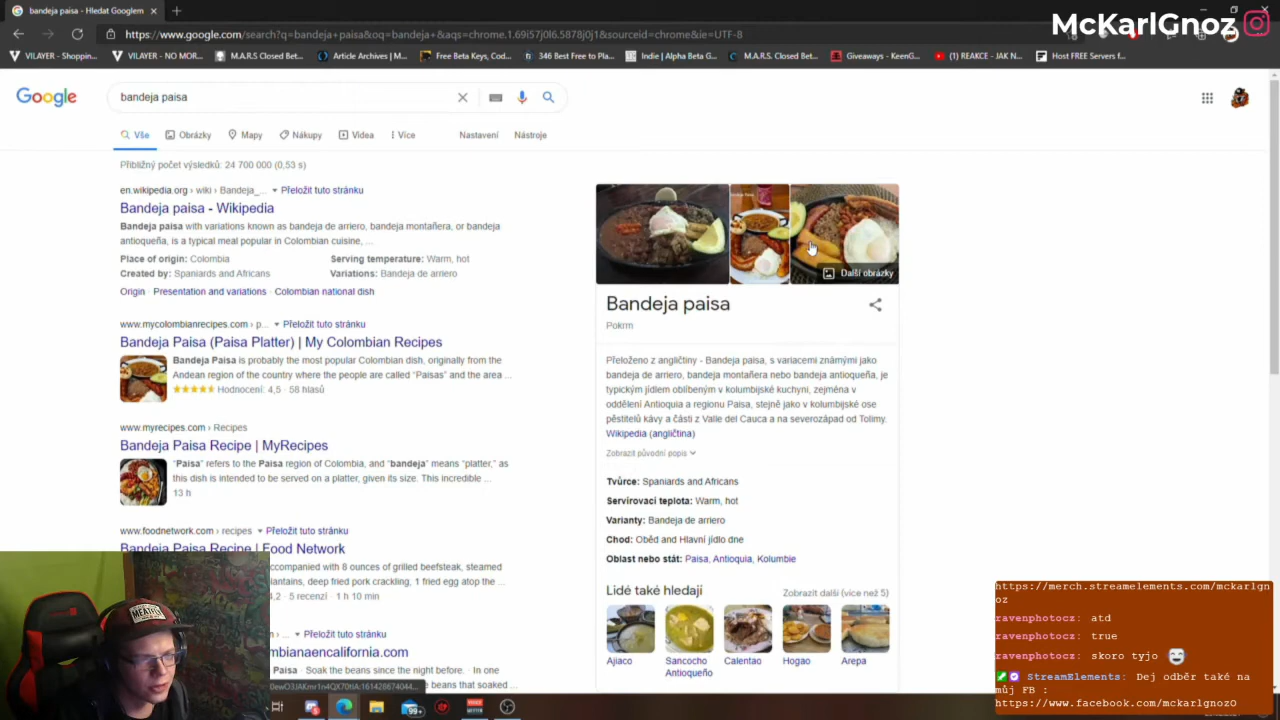 bandeja paisa - Hledat Googlem
McKarlGnoz
https://www.google.com/search?q=bandeja+paisa&oq=bandeja+&aqs=chrome.1.69i57j0l6.5878j0j1&sourceid=chrome&ie=UTF-8
VILAYER - Shoppin...
VILAYER - NO MOR...
M.A.R.S Closed Bet...
Article Archives | M...
Free Beta Keys, Cod...
346 Best Free to Pla...
Indie | Alpha Beta G...
M.A.R.S. Closed Bet...
Giveaways - KeenG...
(1) REAKCE - JAK N...
Host FREE Servers f...
Google
bandeja paisa
Vše
Obrázky
Mapy
Nákupy
Videa
Více
Nastavení
Nástroje
Přibližný počet výsledků: 24 700 000 (0,53 s)
en.wikipedia.org › wiki › Bandeja_... Přeložit tuto stránku
Bandeja paisa - Wikipedia
Bandeja paisa with variations known as bandeja de arriero, bandeja montañera, or bandeja
antioqueña, is a typical meal popular in Colombian cuisine, ...
Place of origin: Colombia
Serving temperature: Warm, hot
Created by: Spaniards and Africans
Variations: Bandeja de arriero
Origin · Presentation and variations · Colombian national dish
www.mycolombianrecipes.com › p... Přeložit tuto stránku
Bandeja Paisa (Paisa Platter) | My Colombian Recipes
Bandeja Paisa is probably the most popular Colombian dish, originally from the
Andean region of the country where the people are called “Paisas” and the area ...
Hodnocení: 4,5 · 58 hlasů
www.myrecipes.com › Recipes
Bandeja Paisa Recipe | MyRecipes
"Paisa" refers to the Paisa region of Colombia, and "bandeja" means "platter," as
this dish is intended to be served on a platter, given its size. This incredible ...
13 h
www.foodnetwork.com › recipes Přeložit tuto stránku
Bandeja Paisa Recipe | Food Network
ccompanied with 8 ounces of grilled beefsteak, steamed
lantains, deep fried pork crackling, 1 fried egg atop the ...
4,2 · 5 recenzí · 1 h 10 min
› ... Přeložit tuto stránku
mbianaencalifornia.com
Paisa · Soak the beans since the night before. · In
the beans that soaked ...
Další obrázky
Bandeja paisa
Pokrm
Přeloženo z angličtiny - Bandeja paisa, s variacemi známými jako
bandeja de arriero, bandeja montañera nebo bandeja antioqueña, je
typickým jídlem oblíbeným v kolumbijské kuchyni, zejména v
oddělení Antioquia a regionu Paisa, stejně jako v kolumbijské ose
pěstitelů kávy a části z Valle del Cauca a na severozápad od Tolimy.
Wikipedia (angličtina)
Zobrazit původní popis
Tvůrce: Spaniards and Africans
Servírovací teplota: Warm, hot
Varianty: Bandeja de arriero
Chod: Oběd and Hlavní jídlo dne
Oblast nebo stát: Paisa, Antioquia, Kolumbie
Lidé také hledají
Zobrazit další (více než 5)
Ajiaco
Sancocho
Antioqueño
Calentao
Hogao
Arepa
https://merch.streamelements.com/mckarlgn
oz
ravenphotocz: atd
ravenphotocz: true
ravenphotocz: skoro tyjo
StreamElements: Dej odběr také na
můj FB :
https://www.facebook.com/mckarlgnozO
99+